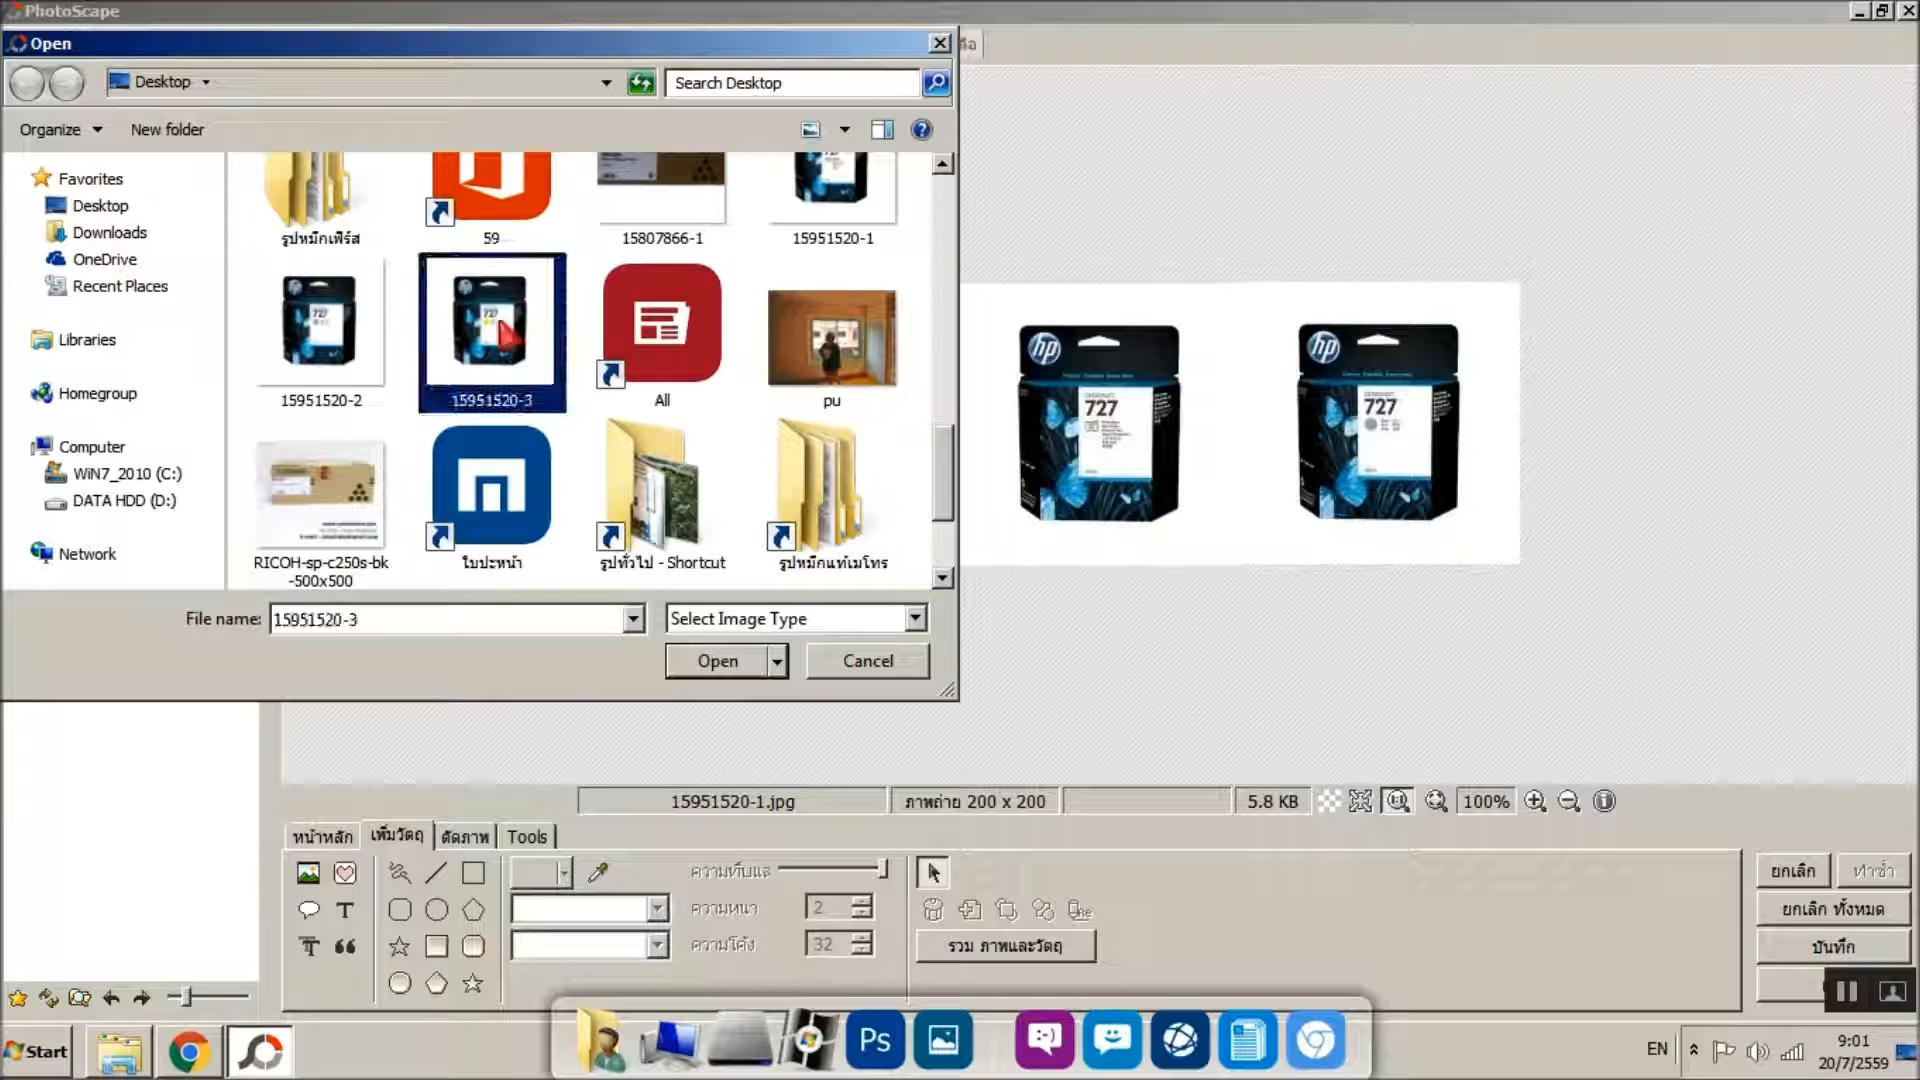 PhotoScape
Open
Desktop
Search Desktop
Organize
New folder
Favorites
Desktop
Downloads
OneDrive
Recent Places
Libraries
Homegroup
Computer
WiN7_2010 (C:)
DATA HDD (D:)
Network
รูปหมึกเฟิร์ส
59
15807866-1
15951520-1
727
727
15951520-2
15951520-3
All
pu
RICOH-sp-c250s-bk
-500x500
ใบปะหน้า
รูปทั่วไป - Shortcut
รูปหมึกแท้เมโทร
File name:
15951520-3
Select Image Type
Open
Cancel
hp
727
hp
727
15951520-1.jpg
ภาพถ่าย 200 x 200
5.8 KB
100%
หน้าหลัก
เพิ่มวัตถุ
ตัดภาพ
Tools
ความทึบแส
ความหนา
2
ความโค้ง
32
รวม ภาพและวัตถุ
ยกเลิก
ทำซ้ำ
ยกเลิก ทั้งหมด
บันทึก
Start
Ps
EN
9:01
20/7/2559